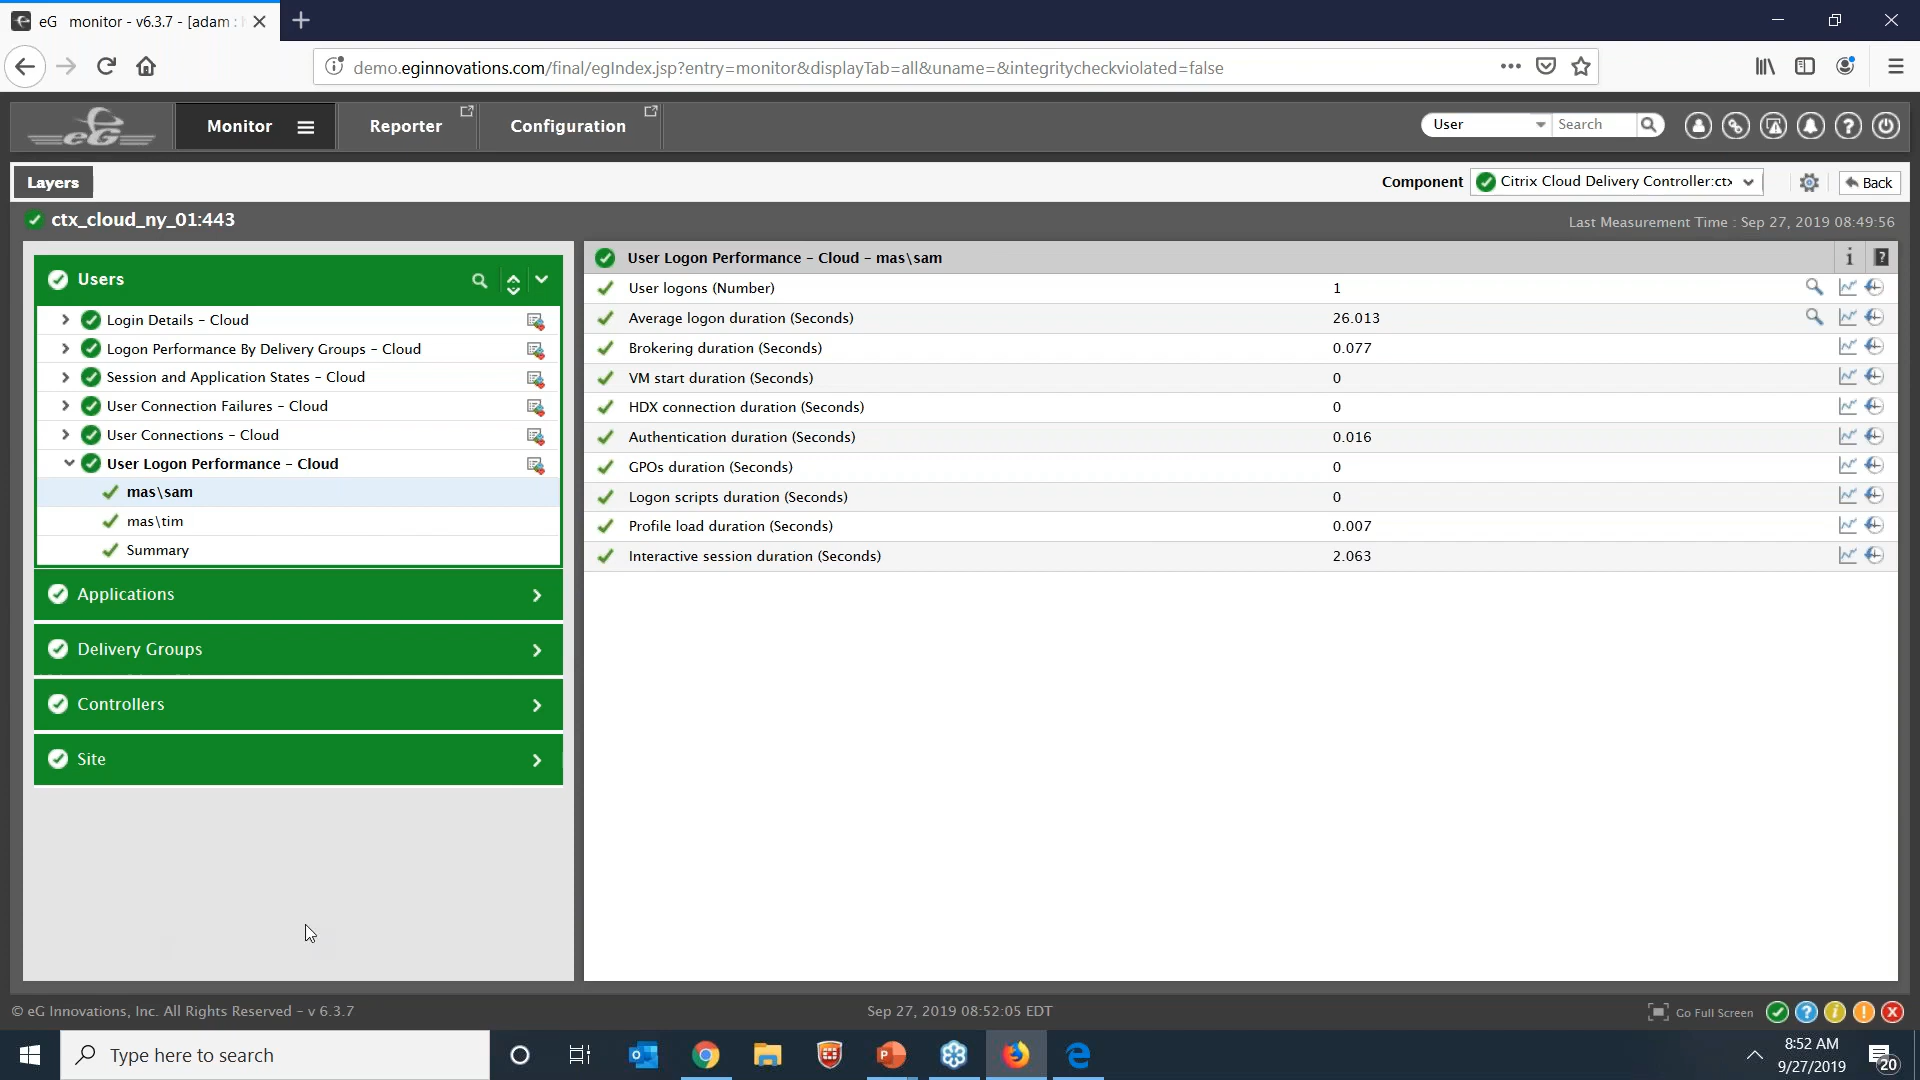 eG monitor - v6.3.7 - [adam :
demo.eginnovations.com/final/egIndex.jsp?entry=monitor&displayTab=all&uname=&integritycheckviolated=false
eG
Monitor
Reporter
Configuration
User
Search
Layers
Component
Citrix Cloud Delivery Controller:ctx
Back
ctx_cloud_ny_01:443
Last Measurement Time : Sep 27, 2019 08:49:56
Users
Login Details - Cloud
Logon Performance By Delivery Groups - Cloud
Session and Application States - Cloud
User Connection Failures - Cloud
User Connections - Cloud
User Logon Performance - Cloud
mas\sam
mas\tim
Summary
Applications
Delivery Groups
Controllers
Site
User Logon Performance - Cloud - mas\sam
User logons (Number) 1
Average logon duration (Seconds) 26.013
Brokering duration (Seconds) 0.077
VM start duration (Seconds) 0
HDX connection duration (Seconds) 0
Authentication duration (Seconds) 0.016
GPOs duration (Seconds) 0
Logon scripts duration (Seconds) 0
Profile load duration (Seconds) 0.007
Interactive session duration (Seconds) 2.063
© eG Innovations, Inc. All Rights Reserved - v 6.3.7
Sep 27, 2019 08:52:05 EDT
Go Full Screen
Type here to search
8:52 AM
9/27/2019
20